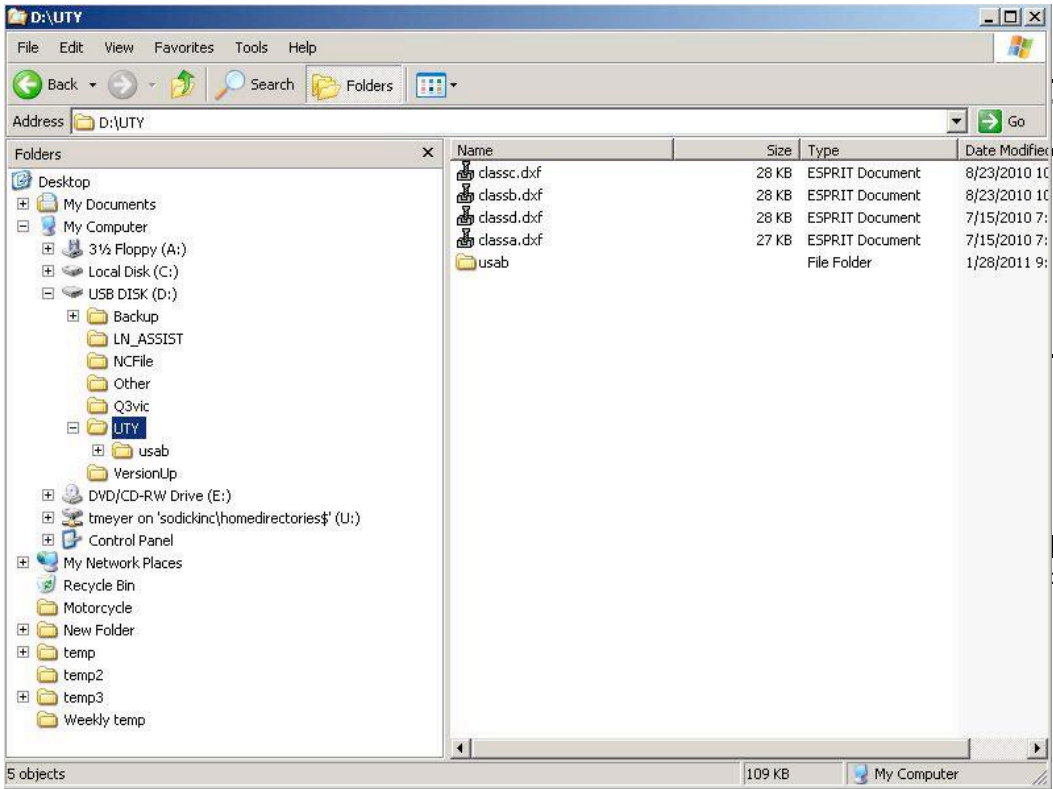 D:\UTY
File Edit View Favorites Tools Help
Back Search Folders
Address D:\UTY Go
Folders
Desktop
My Documents
My Computer
3½ Floppy (A:)
Local Disk (C:)
USB DISK (D:)
Backup
LN_ASSIST
NCFile
Other
Q3vic
UTY
usab
VersionUp
DVD/CD-RW Drive (E:)
tmeyer on 'sodickinc\homedirectories$' (U:)
Control Panel
My Network Places
Recycle Bin
Motorcycle
New Folder
temp
temp2
temp3
Weekly temp
Name Size Type Date Modified
classc.dxf 28 KB ESPRIT Document 8/23/2010 10
classb.dxf 28 KB ESPRIT Document 8/23/2010 10
classd.dxf 28 KB ESPRIT Document 7/15/2010 7:
classa.dxf 27 KB ESPRIT Document 7/15/2010 7:
usab File Folder 1/28/2011 9:
5 objects 109 KB My Computer